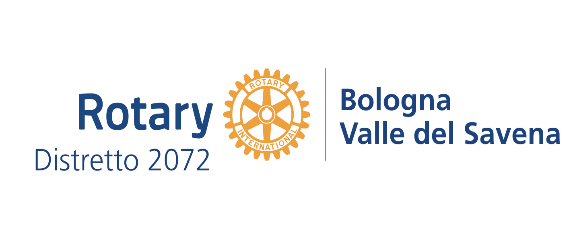 Rotary
Distretto 2072
ROTARY
INTERNATIONAL
Bologna
Valle del Savena